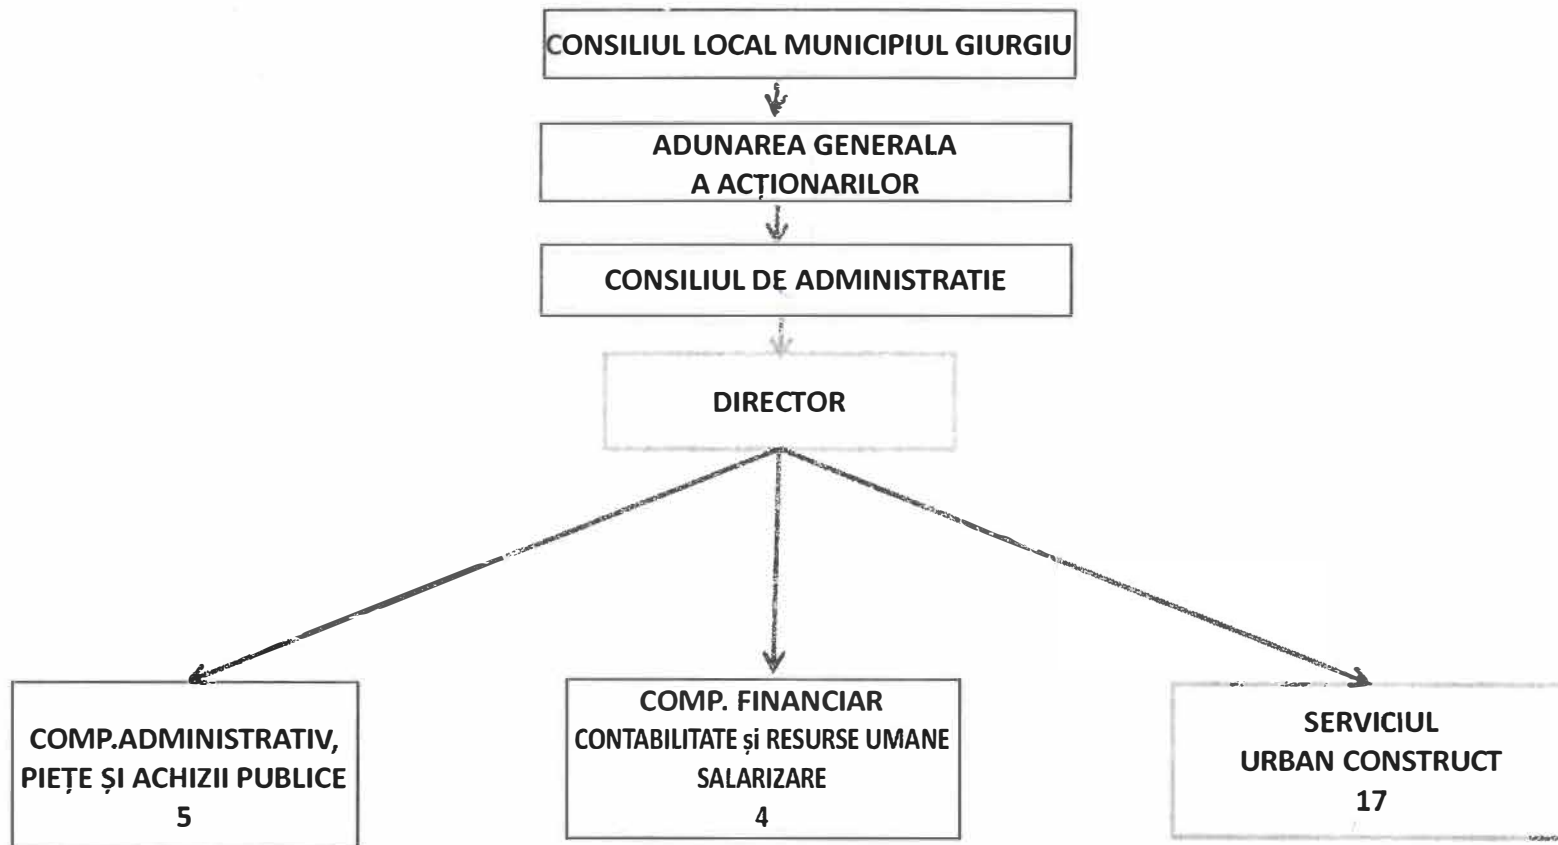 CONSILIUL LOCAL MUNICIPIUL GIURGIU
ADUNAREA GENERALA
A ACȚIONARILOR
CONSILIUL DE ADMINISTRATIE
DIRECTOR
COMP.ADMINISTRATIV,
PIEȚE ȘI ACHIZII PUBLICE
5
COMP. FINANCIAR
CONTABILITATE și RESURSE UMANE
SALARIZARE
4
SERVICIUL
URBAN CONSTRUCT
17